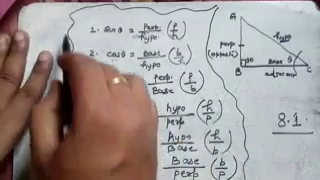 1. sinθ = perp/hypo (p/h)
2. cosθ = Base/hypo (b/h)
perp/Base (p/b)
hypo/perp (h/p)
Hypo/Base (h/b)
Base/perp (b/p)
A
perp
(opposite)
hypo
B
90
Base
θ
C
adjacent
8.1